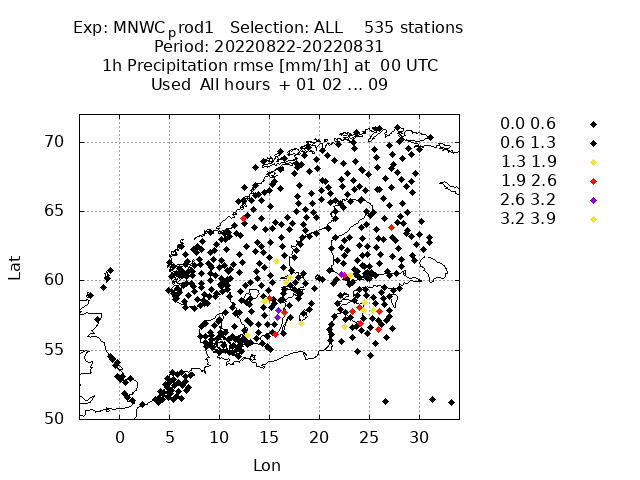 Exp: MNWCprod1 Selection: ALL 535 stations
Period: 20220822-20220831
1h Precipitation rmse [mm/1h] at 00 UTC
Used All hours + 01 02 ... 09
0.0 0.6
0.6 1.3
1.3 1.9
1.9 2.6
2.6 3.2
3.2 3.9
70
65
60
55
50
Lat
0 5 10 15 20 25 30
Lon